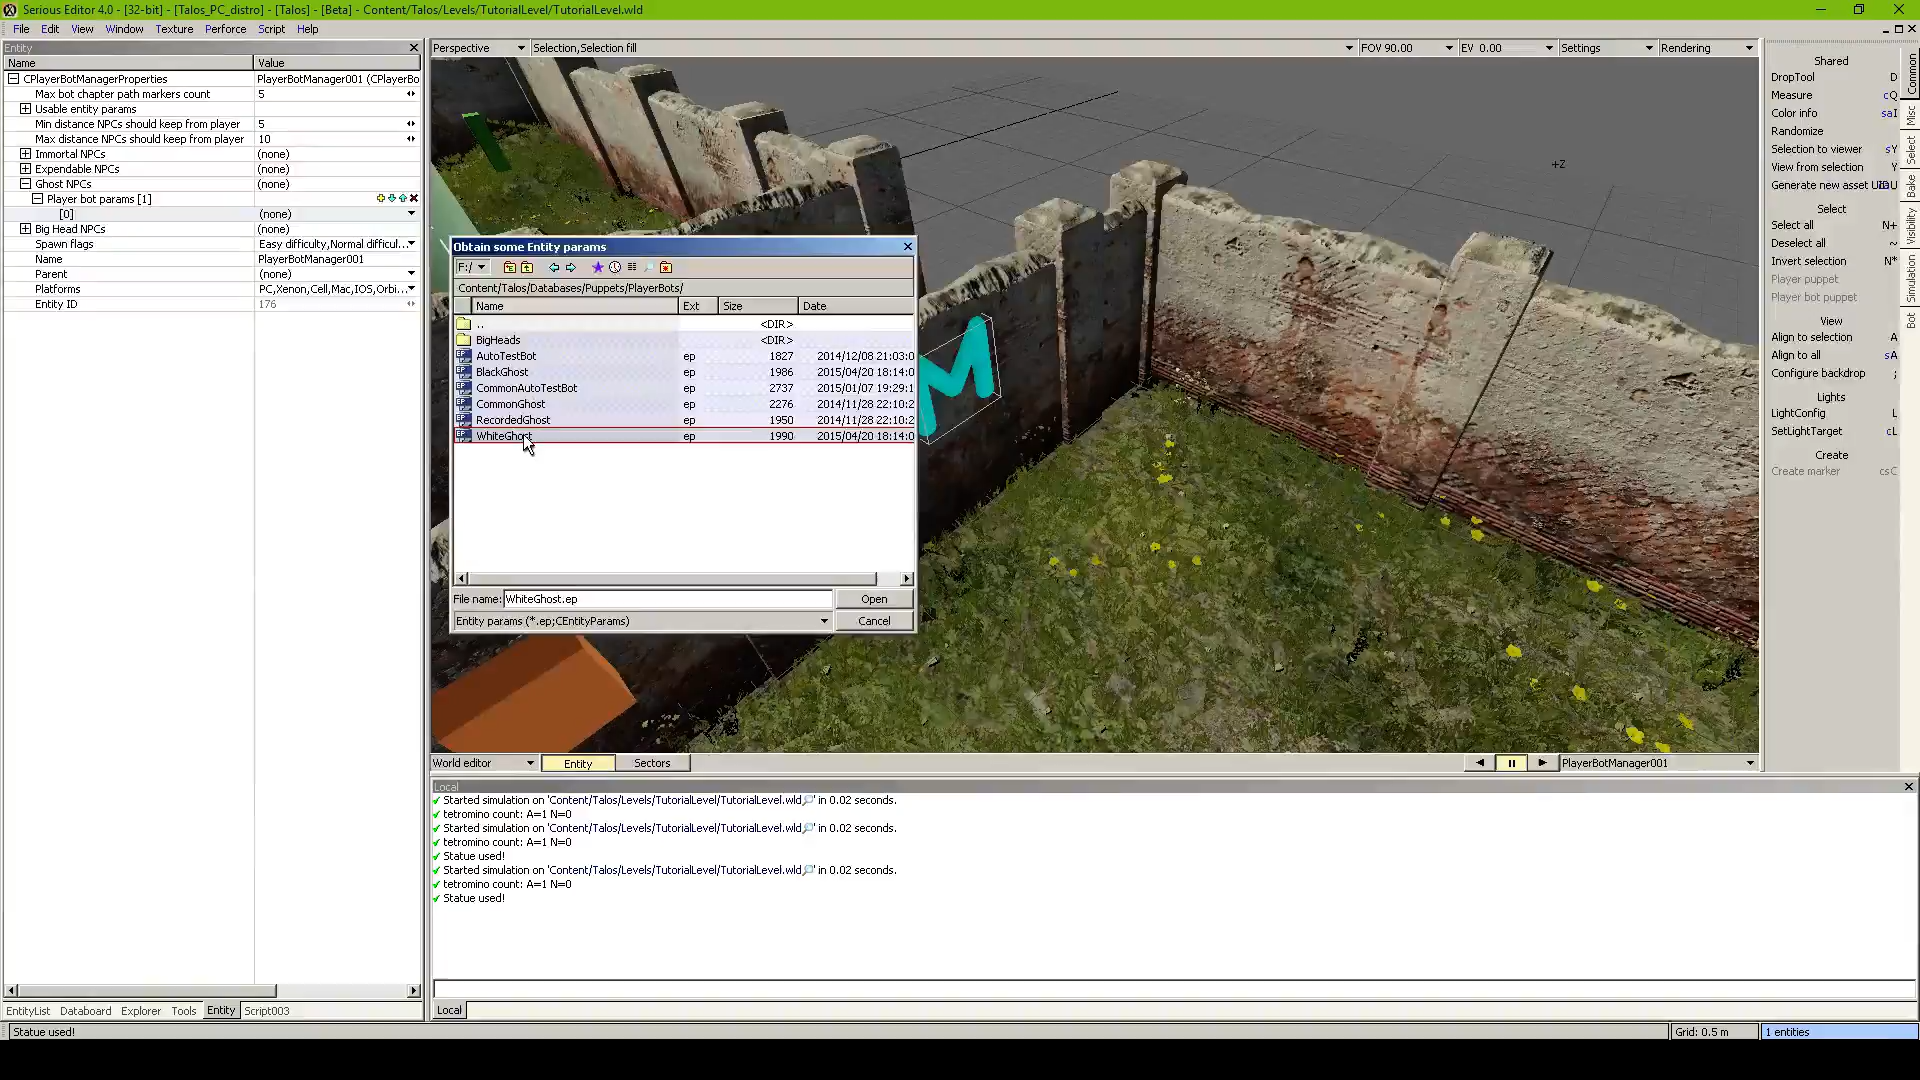 Serious Editor 4.0 - [32-bit] - [Talos_PC_distro] - [Talos] - [Beta] - Content/Talos/Levels/TutorialLevel/TutorialLevel.wld
File Edit View Window Texture Perforce Script Help
Entity
Name Value
CPlayerBotManagerProperties PlayerBotManager001 (CPlayerBo
Max bot chapter path markers count 5
Usable entity params
Min distance NPCs should keep from player 5
Max distance NPCs should keep from player 10
Immortal NPCs (none)
Expendable NPCs (none)
Ghost NPCs (none)
Player bot params [1]
[0] (none)
Big Head NPCs (none)
Spawn flags Easy difficulty,Normal difficul...
Name PlayerBotManager001
Parent
Platforms PC,Xenon,Cell,Mac,IOS,Orbi...
Entity ID 176
EntityList Databoard Explorer Tools Entity Script003
Perspective Selection,Selection fill FOV 90.00 EV 0.00 Settings Rendering
+Z
M
Obtain some Entity params
F:/
Content/Talos/Databases/Puppets/PlayerBots/
Name Ext Size Date
.. <DIR>
BigHeads <DIR>
AutoTestBot ep 1827 2014/12/08 21:03:0
BlackGhost ep 1986 2015/04/20 18:14:0
CommonAutoTestBot ep 2737 2015/01/07 19:29:1
CommonGhost ep 2276 2014/11/28 22:10:2
RecordedGhost ep 1950 2014/11/28 22:10:2
WhiteGhost ep 1990 2015/04/20 18:14:0
File name: WhiteGhost.ep Open
Entity params (*.ep;CEntityParams) Cancel
World editor Entity Sectors PlayerBotManager001
Local
Started simulation on 'Content/Talos/Levels/TutorialLevel/TutorialLevel.wld' in 0.02 seconds.
tetromino count: A=1 N=0
Started simulation on 'Content/Talos/Levels/TutorialLevel/TutorialLevel.wld' in 0.02 seconds.
tetromino count: A=1 N=0
Statue used!
Started simulation on 'Content/Talos/Levels/TutorialLevel/TutorialLevel.wld' in 0.02 seconds.
tetromino count: A=1 N=0
Statue used!
Local
Shared
DropTool D
Measure cQ
Color info saI
Randomize
Selection to viewer sY
View from selection Y
Generate new asset
Select
Select all N+
Deselect all ~
Invert selection N*
Player puppet
Player bot puppet
View
Align to selection A
Align to all sA
Configure backdrop ;
Lights
LightConfig L
SetLightTarget cL
Create
Create marker csC
Common
Misc
Select
Bake
Visibility
Simulation
Bot
Statue used! Grid: 0.5 m 1 entities